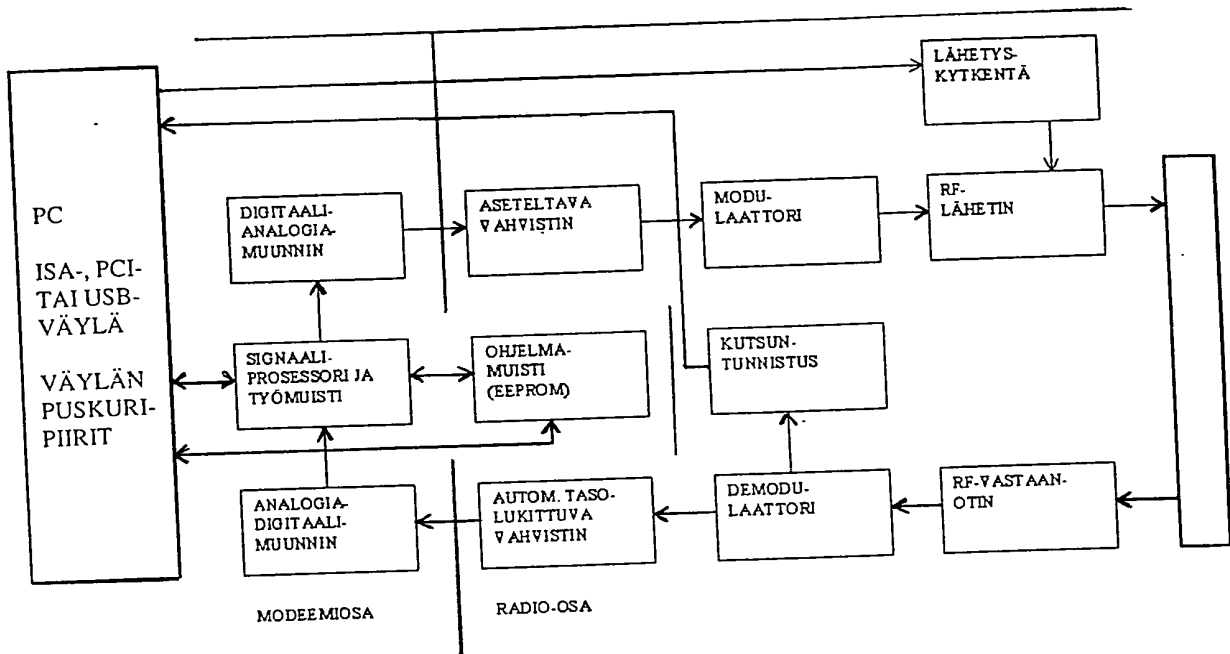 LÄHETYS-
KYTKENTÄ
PC
ISA-, PCI-
TAI USB-
VÄYLÄ
VÄYLÄN
PUSKURI-
PIIRIT
DIGITAALI-
ANALOGIA-
MUUNNIN
ASETELTAVA
VAHVISTIN
MODU-
LAATTORI
RF-
LÄHETIN
SIGNAALI-
PROSESSORI JA
TYÖMUISTI
OHJELMA-
MUISTI
(EEPROM)
KUTSUN-
TUNNISTUS
ANALOGIA-
DIGITAALI-
MUUNNIN
AUTOM. TASO-
LUKITTUVA
VAHVISTIN
DEMODU-
LAATTORI
RF-VASTAAN-
OTIN
MODEEMIOSA
RADIO-OSA